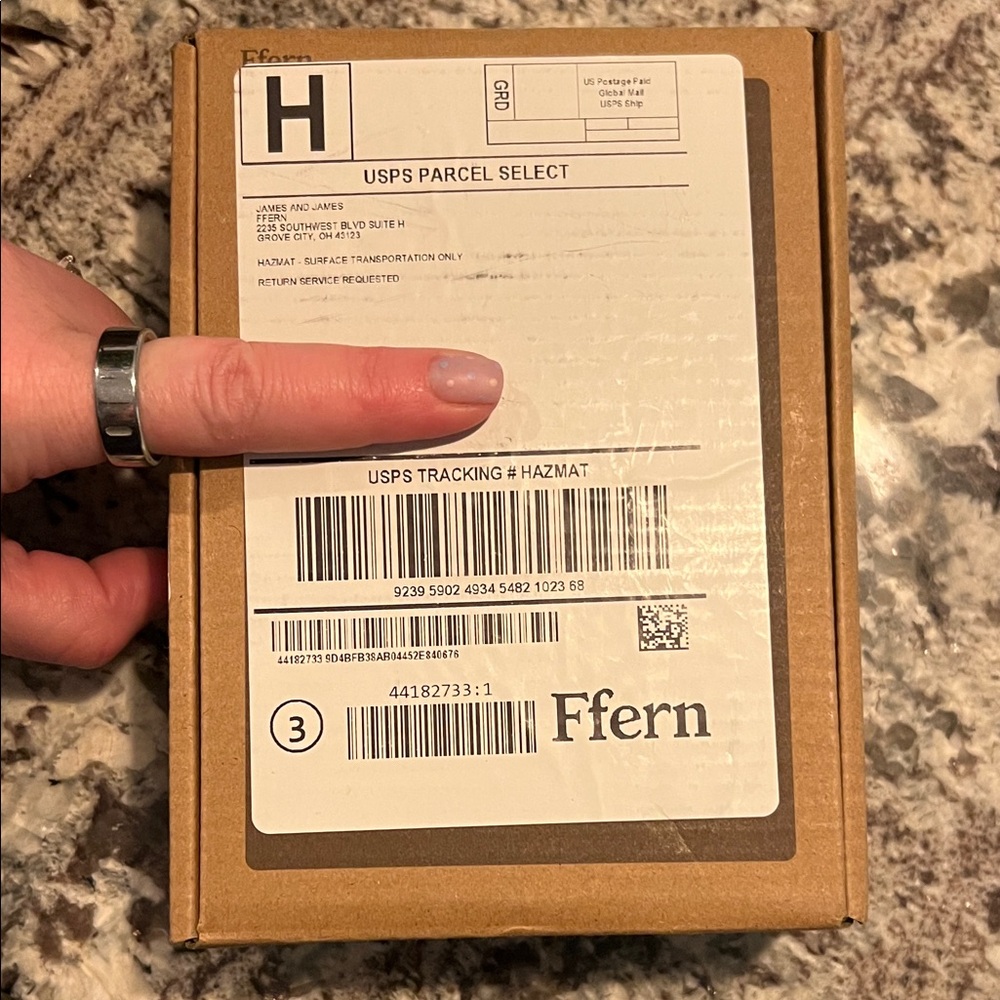 Ffern
H
GRD
US Postage Paid
Global Mail
USPS Ship
USPS PARCEL SELECT
JAMES AND JAMES
FFERN
2235 SOUTHWEST BLVD SUITE H
GROVE CITY, OH 43123
HAZMAT - SURFACE TRANSPORTATION ONLY
RETURN SERVICE REQUESTED
USPS TRACKING # HAZMAT
9239 5902 4934 5482 1023 68
44182733 9D4BFB38AB04452E840676
44182733:1
3
Ffern